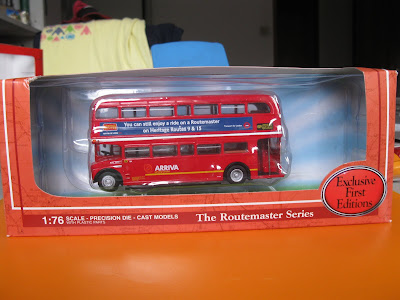 You can still enjoy a ride on a Routemaster
on Heritage Routes 9 & 15
ARRIVA
Exclusive
First
Editions
1:76 SCALE - PRECISION DIE - CAST MODELS
WITH PLASTIC PARTS
The Routemaster Series